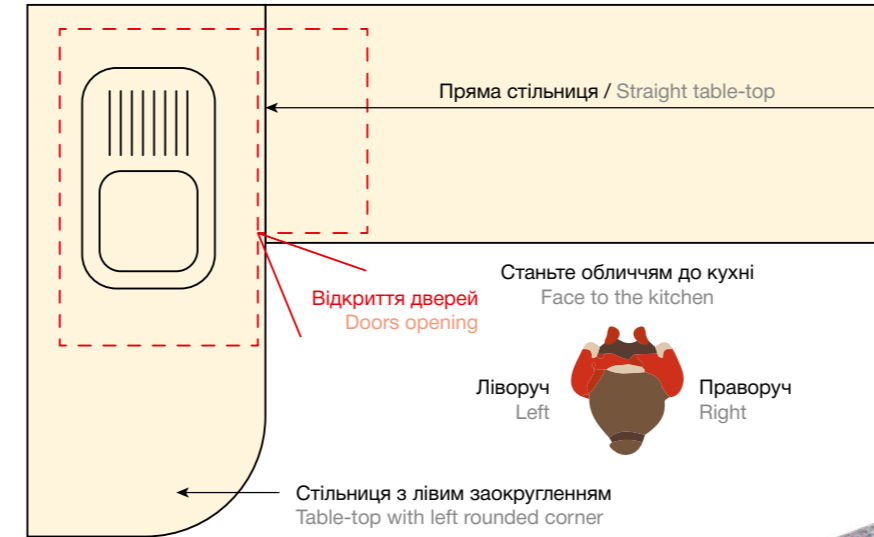 Пряма стільниця / Straight table-top
Станьте обличчям до кухні
Face to the kitchen
Відкриття дверей
Doors opening
Ліворуч
Left
Праворуч
Right
Стільниця з лівим заокругленням
Table-top with left rounded corner